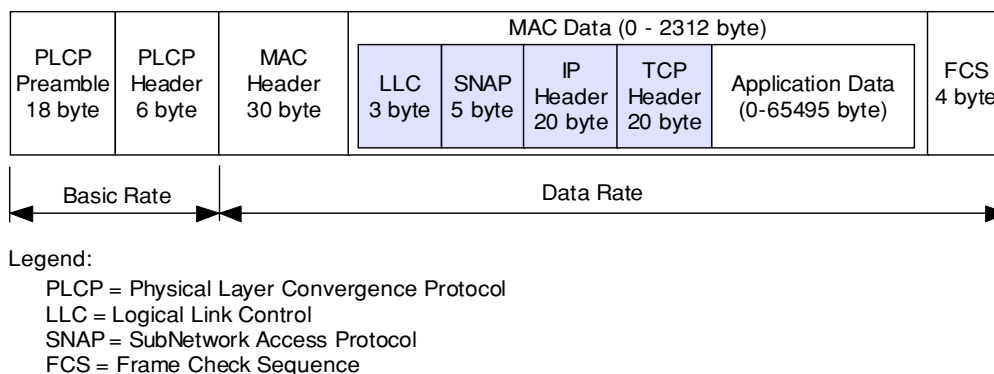 MAC Data (0 - 2312 byte)
PLCP
Preamble
18 byte
PLCP
Header
6 byte
MAC
Header
30 byte
LLC
3 byte
SNAP
5 byte
IP
Header
20 byte
TCP
Header
20 byte
Application Data
(0-65495 byte)
FCS
4 byte
Basic Rate
Data Rate
Legend:
PLCP = Physical Layer Convergence Protocol
LLC = Logical Link Control
SNAP = SubNetwork Access Protocol
FCS = Frame Check Sequence